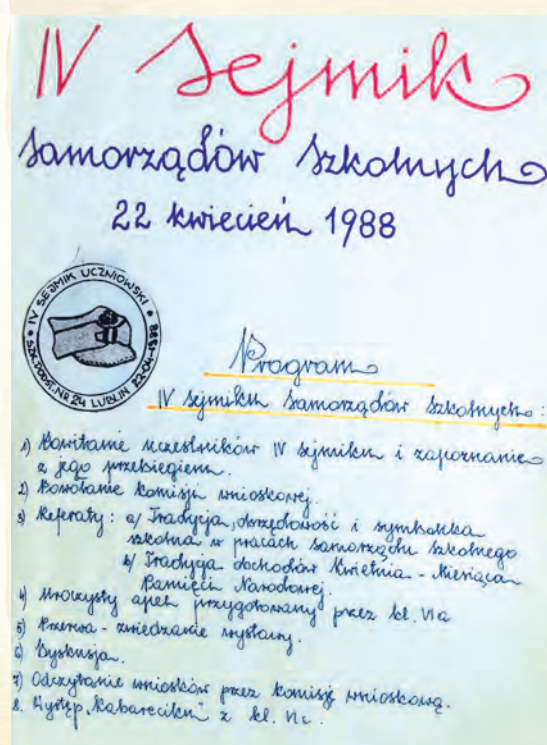 IV Sejmik
Samorządów Szkolnych
22 kwiecień 1988
• IV SEJMIK UCZNIOWSKI •
SZK. PODST. NR 24 LUBLIN 22-04-1988
Program
IV sejmiku samorządów szkolnych:
1) Powitanie uczestników IV sejmiku i zapoznanie
z jego przebiegiem.
2) Powołanie komisji wnioskowej.
3) Referaty: a/ Tradycja, obrzędowość i symbolika
szkolna w pracach samorządu szkolnego
b/ Tradycja obchodów Kwietnia - Miesiąca
Pamięci Narodowej.
4) Uroczysty apel przygotowany przez kl. VIa
5) Przerwa - zwiedzanie wystawy.
6) Dyskusja.
7) Odczytanie wniosków przez komisję wnioskową.
8. Występ "Kabareciku" z kl.